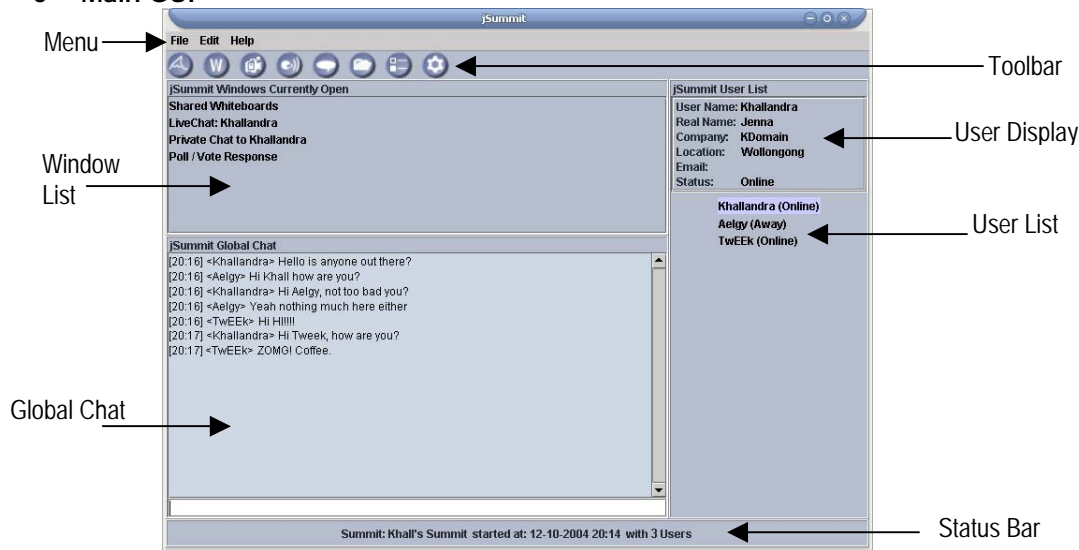 Main GUI
jSummit
Menu
File Edit Help
Toolbar
jSummit Windows Currently Open
Shared Whiteboards
LiveChat: Khallandra
Private Chat to Khallandra
Poll / Vote Response
Window
List
jSummit User List
User Name: Khallandra
Real Name: Jenna
Company: KDomain
Location: Wollongong
Email:
Status: Online
User Display
Khallandra (Online)
Aelgy (Away)
TwEEk (Online)
User List
jSummit Global Chat
[20:16] <Khallandra> Hello is anyone out there?
[20:16] <Aelgy> Hi Khall how are you?
[20:16] <Khallandra> Hi Aelgy, not too bad you?
[20:16] <Aelgy> Yeah nothing much here either
[20:16] <TwEEk> Hi HI!!!!
[20:17] <Khallandra> Hi Tweek, how are you?
[20:17] <TwEEk> ZOMG! Coffee.
Global Chat
Summit: Khall's Summit started at: 12-10-2004 20:14 with 3 Users
Status Bar